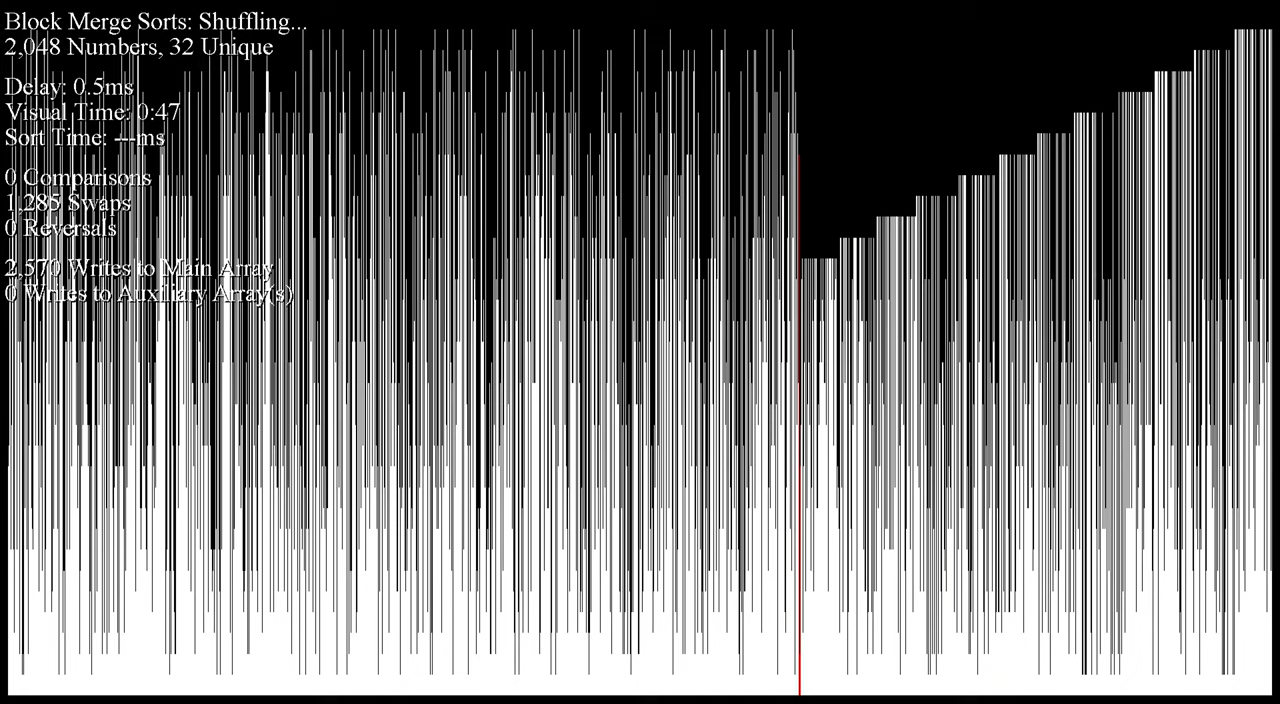 Block Merge Sorts: Shuffling...
2,048 Numbers, 32 Unique
Delay: 0.5ms
Visual Time: 0:47
Sort Time: ---ms
0 Comparisons
1,285 Swaps
0 Reversals
2,570 Writes to Main Array
0 Writes to Auxiliary Array(s)